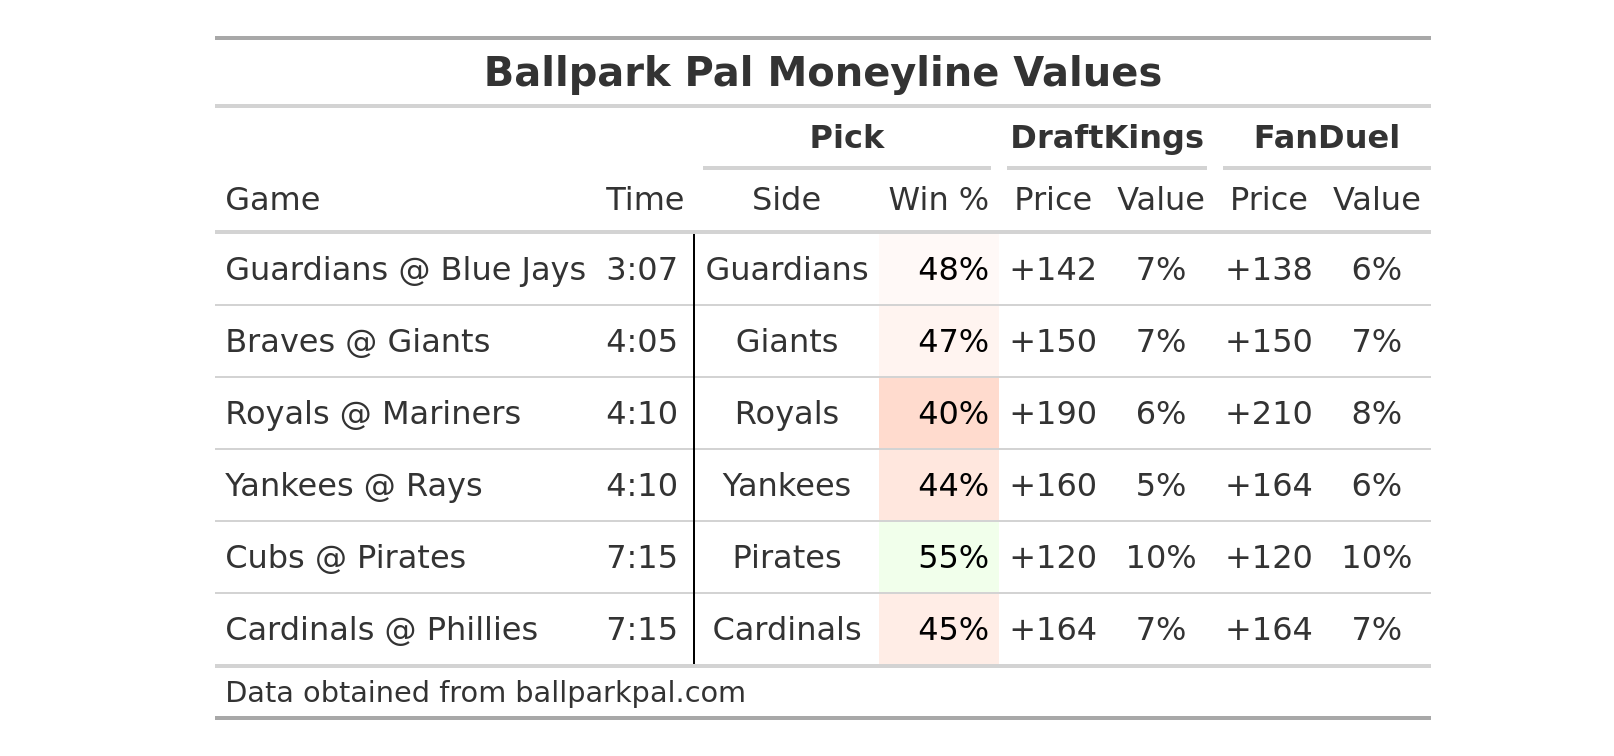 Ballpark Pal Moneyline Values
Pick DraftKings FanDuel
Game Time Side Win % Price Value Price Value
Guardians @ Blue Jays 3:07 Guardians 48% +142 7% +138 6%
Braves @ Giants 4:05 Giants 47% +150 7% +150 7%
Royals @ Mariners 4:10 Royals 40% +190 6% +210 8%
Yankees @ Rays 4:10 Yankees 44% +160 5% +164 6%
Cubs @ Pirates 7:15 Pirates 55% +120 10% +120 10%
Cardinals @ Phillies 7:15 Cardinals 45% +164 7% +164 7%
Data obtained from ballparkpal.com